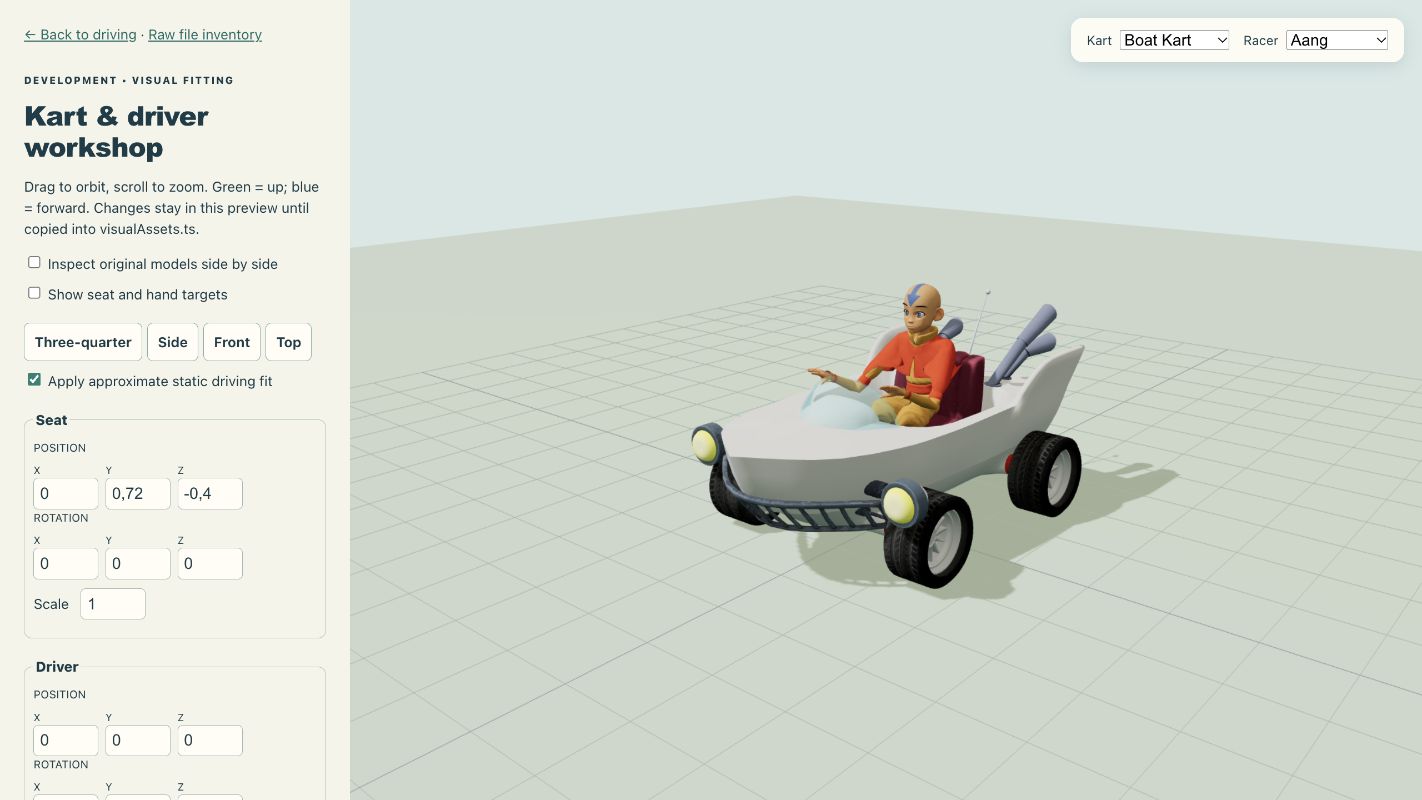 ← Back to driving · Raw file inventory
DEVELOPMENT • VISUAL FITTING
Kart & driver
workshop
Drag to orbit, scroll to zoom. Green = up; blue
= forward. Changes stay in this preview until
copied into visualAssets.ts.
Inspect original models side by side
Show seat and hand targets
Three-quarter Side Front Top
Apply approximate static driving fit
Seat
POSITION
X Y Z
0 0,72 -0,4
ROTATION
X Y Z
0 0 0
Scale 1
Driver
POSITION
X Y Z
0 0 0
ROTATION
X Y Z
Kart Boat Kart Racer Aang